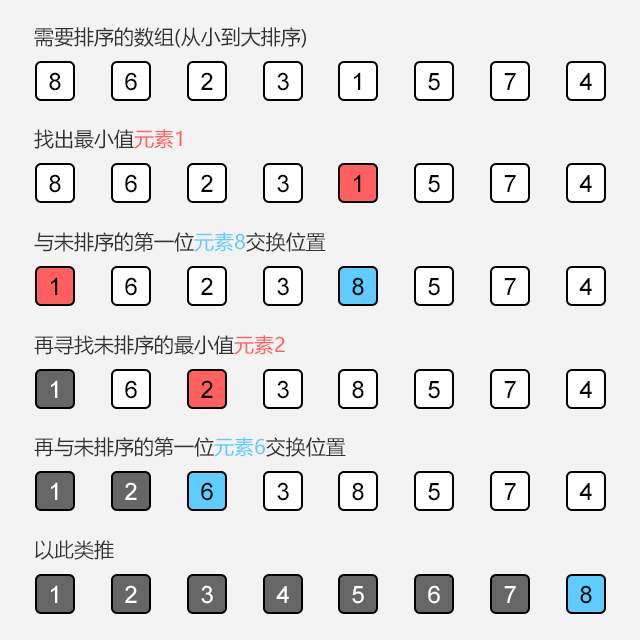 需要排序的数组(从小到大排序)
8 6 2 3 1 5 7 4
找出最小值元素1
8 6 2 3 1 5 7 4
与未排序的第一位元素8交换位置
1 6 2 3 8 5 7 4
再寻找未排序的最小值元素2
1 6 2 3 8 5 7 4
再与未排序的第一位元素6交换位置
1 2 6 3 8 5 7 4
以此类推
1 2 3 4 5 6 7 8